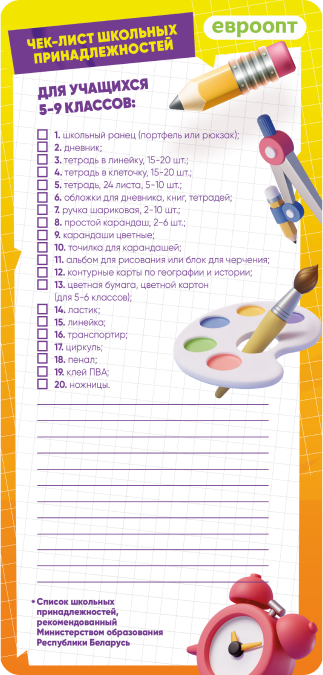 ЧЕК-ЛИСТ ШКОЛЬНЫХ
ПРИНАДЛЕЖНОСТЕЙ
евроопт
ДЛЯ УЧАЩИХСЯ
5-9 КЛАССОВ:
1. школьный ранец (портфель или рюкзак);
2. дневник;
3. тетрадь в линейку, 15-20 шт.;
4. тетрадь в клеточку, 15-20 шт.;
5. тетрадь, 24 листа, 5-10 шт.;
6. обложки для дневника, книг, тетрадей;
7. ручка шариковая, 2-10 шт.;
8. простой карандаш, 2-6 шт.;
9. карандаши цветные;
10. точилка для карандашей;
11. альбом для рисования или блок для черчения;
12. контурные карты по географии и истории;
13. цветная бумага, цветной картон
(для 5-6 классов);
14. ластик;
15. линейка;
16. транспортир;
17. циркуль;
18. пенал;
19. клей ПВА;
20. ножницы.
• Список школьных
принадлежностей,
рекомендованный
Министерством образования
Республики Беларусь